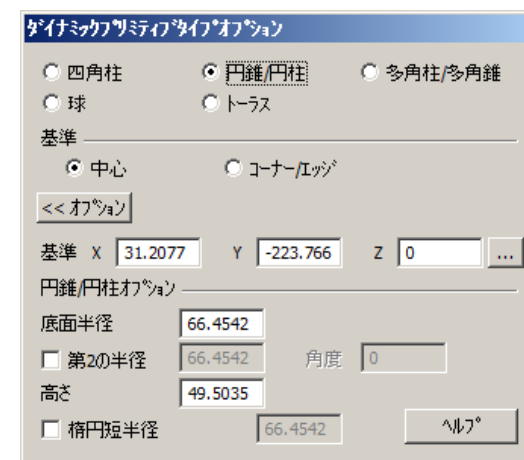 ﾀﾞｲﾅﾐｯｸﾌﾟﾘﾐﾃｨﾌﾞﾀｲﾌﾟｵﾌﾟｼｮﾝ
四角柱 円錐/円柱 多角柱/多角錐
球 ﾄｰﾗｽ
基準
中心 ｺｰﾅｰ/ｴｯｼﾞ
<< ｵﾌﾟｼｮﾝ
基準 X 31.2077 Y -223.766 Z 0 ...
円錐/円柱ｵﾌﾟｼｮﾝ
底面半径 66.4542
第2の半径 66.4542 角度 0
高さ 49.5035
楕円短半径 66.4542 ﾍﾙﾌﾟ